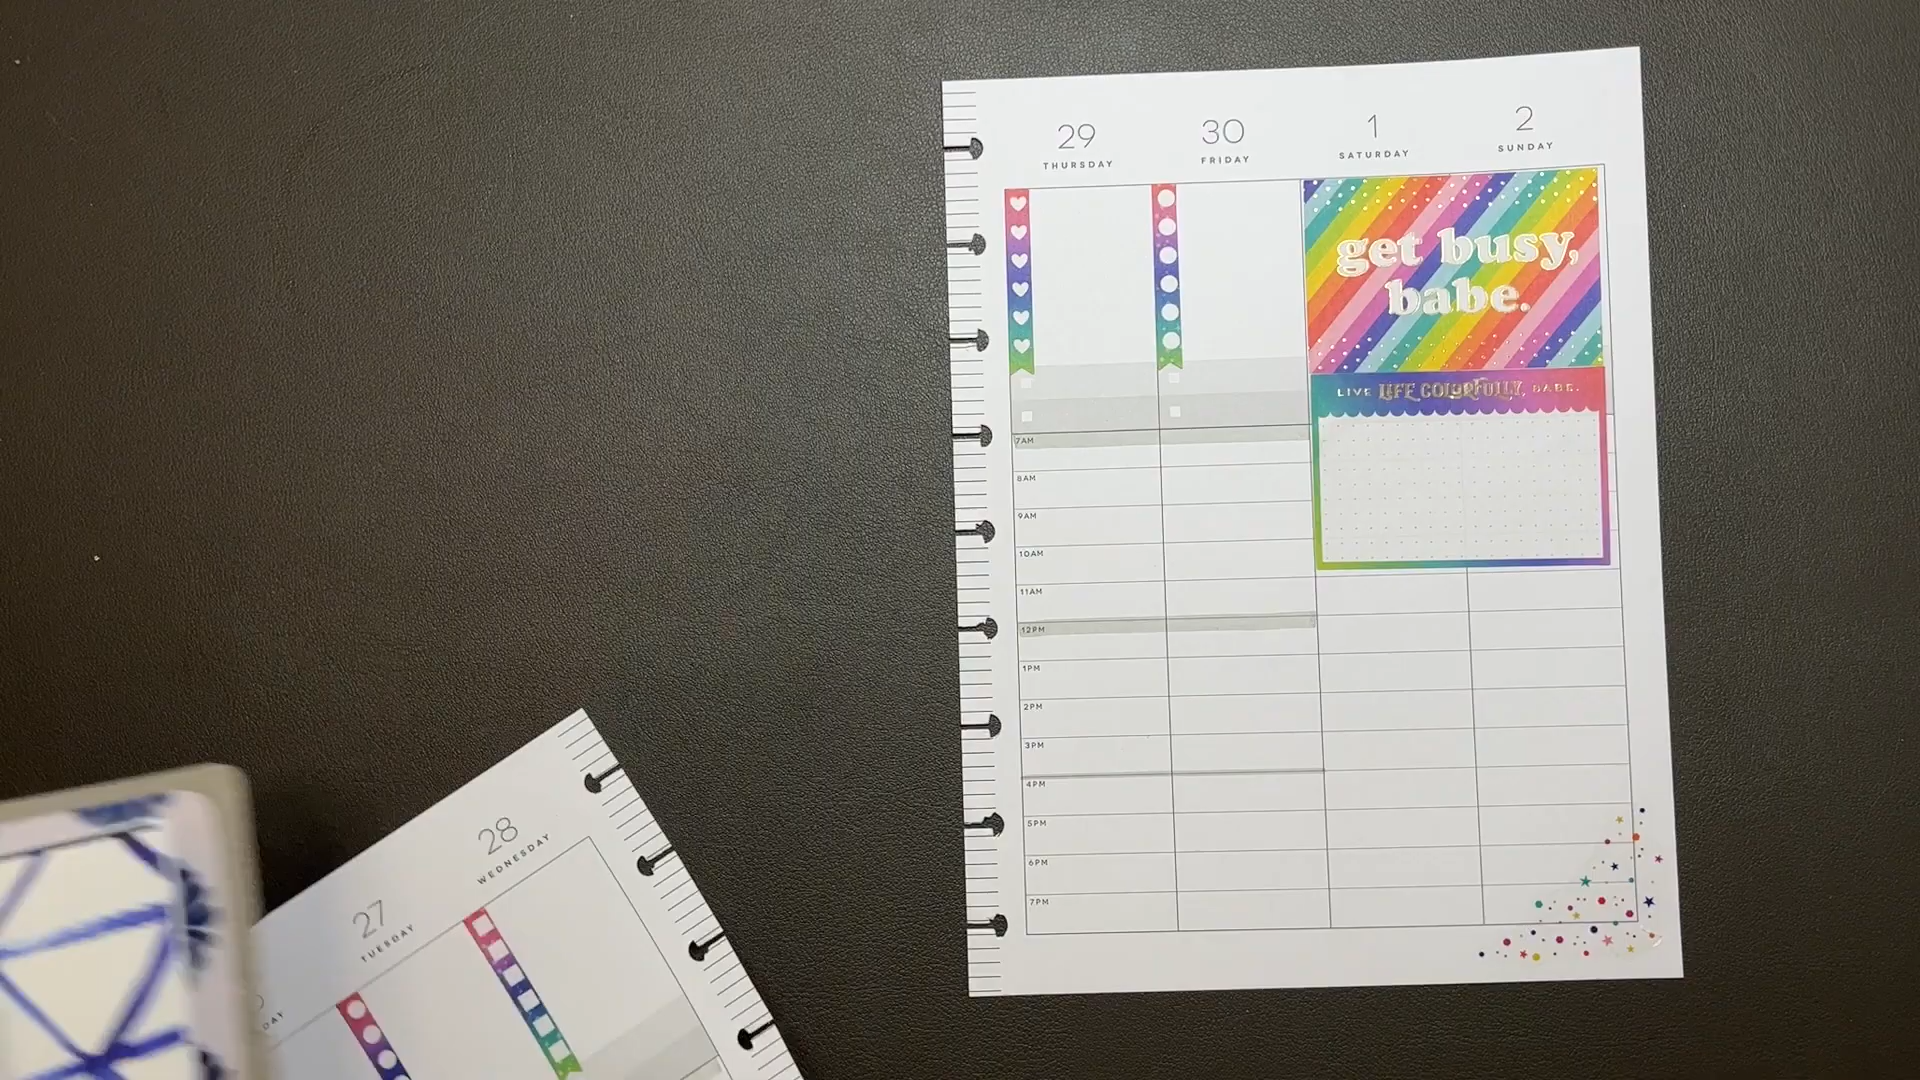 29
THURSDAY
30
FRIDAY
1
SATURDAY
2
SUNDAY
get busy,
babe.
LIVE LIFE COLORFULLY, BABE.
7AM
8AM
9AM
10AM
11AM
12PM
1PM
2PM
3PM
4PM
5PM
6PM
7PM
27
TUESDAY
28
WEDNESDAY
DAY